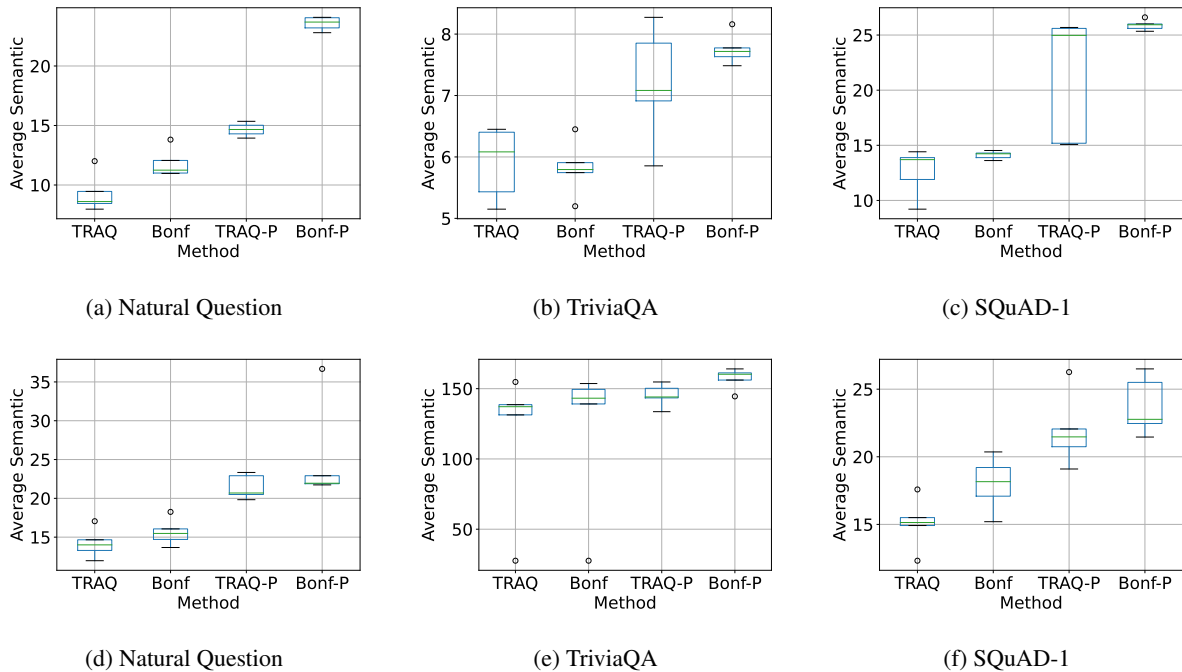 Average Semantic
20
15
10
TRAQ Bonf TRAQ-P Bonf-P
Method
(a) Natural Question
Average Semantic
8
7
6
5
TRAQ Bonf TRAQ-P Bonf-P
Method
(b) TriviaQA
Average Semantic
25
20
15
10
TRAQ Bonf TRAQ-P Bonf-P
Method
(c) SQuAD-1
Average Semantic
35
30
25
20
15
TRAQ Bonf TRAQ-P Bonf-P
Method
(d) Natural Question
Average Semantic
150
100
50
TRAQ Bonf TRAQ-P Bonf-P
Method
(e) TriviaQA
Average Semantic
25
20
15
TRAQ Bonf TRAQ-P Bonf-P
Method
(f) SQuAD-1